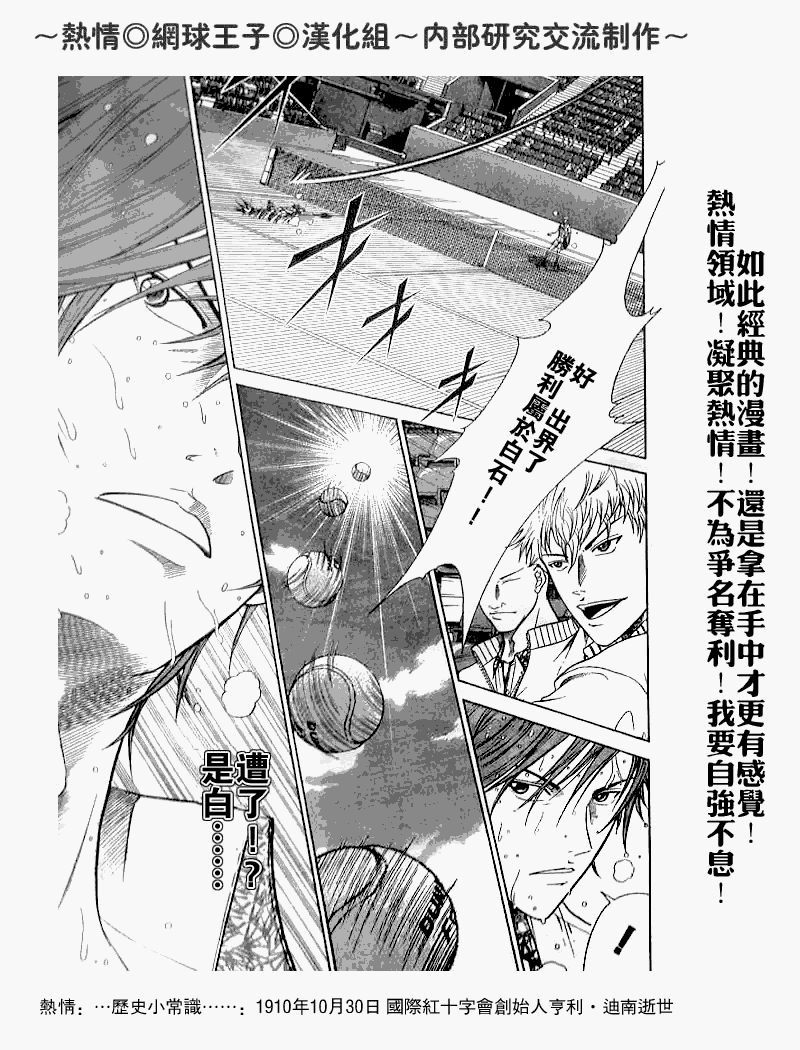 ～熱情◎網球王子◎漢化組～内部研究交流制作～
如此經典的漫畫！還是拿在手中才更有感覺！
熱情領域！凝聚熱情！不為爭名奪利！我要自強不息！
好 出界了
勝利屬於白石！！
！
遭了！？
是白……
熱情：…歷史小常識……：1910年10月30日 國際紅十字會創始人亨利・迪南逝世